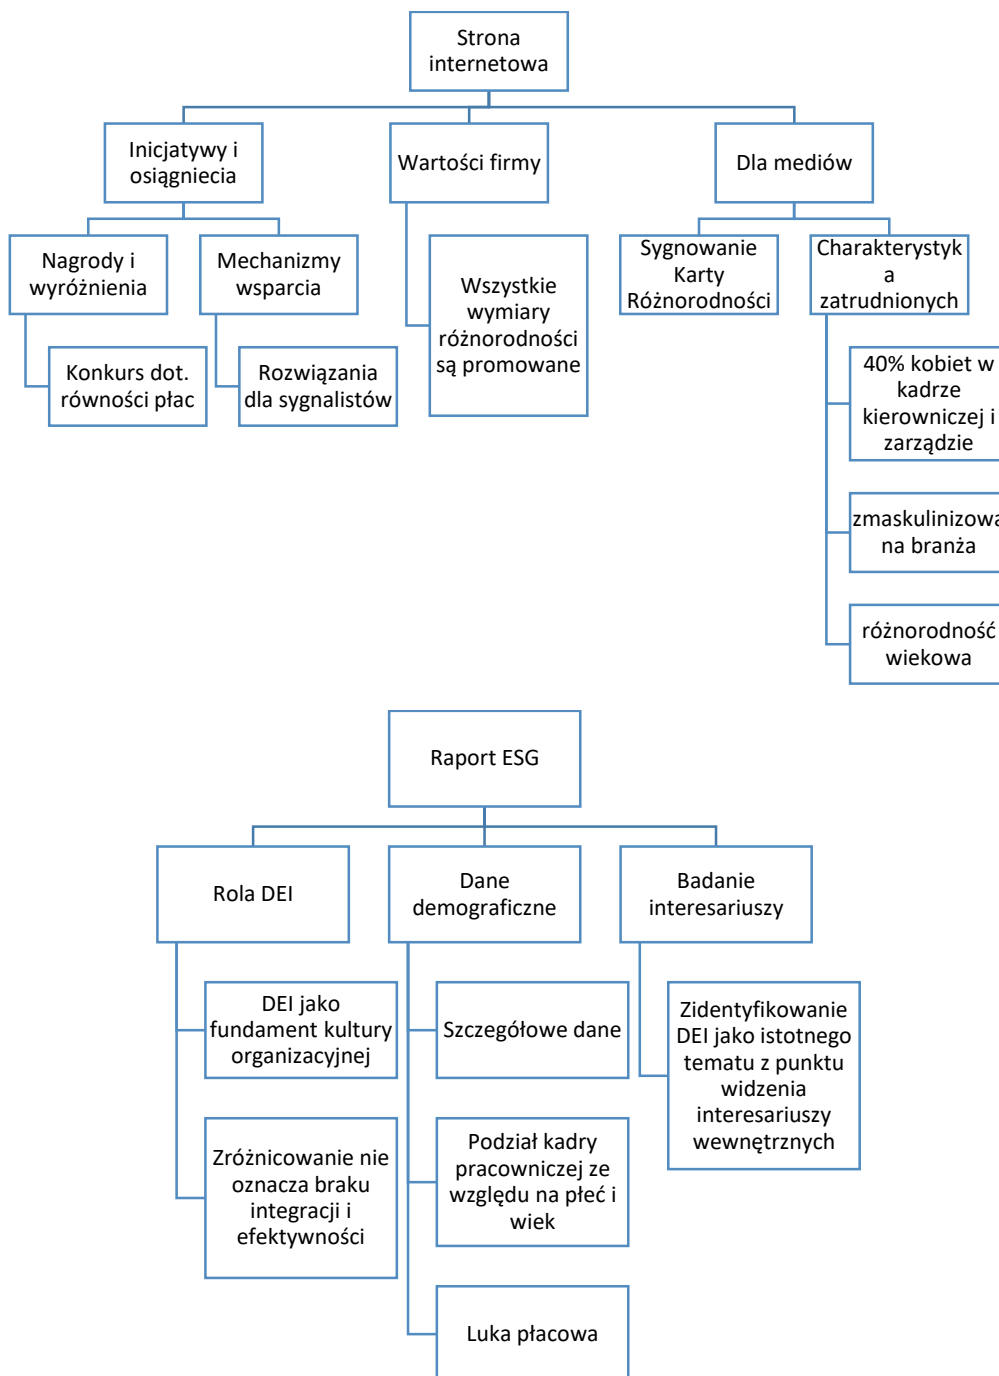 Strona
internetowa
Inicjatywy i
osiągniecia
Wartości firmy
Dla mediów
Nagrody i
wyróżnienia
Mechanizmy
wsparcia
Sygnowanie
Karty
Różnorodności
Charakterystyk
a
zatrudnionych
Wszystkie
wymiary
różnorodności
są promowane
Konkurs dot.
równości płac
Rozwiązania
dla sygnalistów
40% kobiet w
kadrze
kierowniczej i
zarządzie
zmaskulinizowa
na branża
różnorodność
wiekowa
Raport ESG
Rola DEI
Dane
demograficzne
Badanie
interesariuszy
DEI jako
fundament kultury
organizacyjnej
Szczegółowe dane
Zidentyfikowanie
DEI jako istotnego
tematu z punktu
widzenia
interesariuszy
wewnętrznych
Zróżnicowanie nie
oznacza braku
integracji i
efektywności
Podział kadry
pracowniczej ze
względu na płeć i
wiek
Luka płacowa